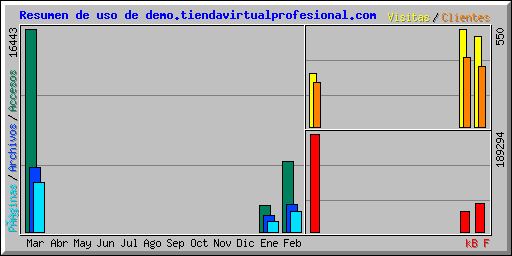 Resumen de uso de demo.tiendavirtualprofesional.com
Visitas/Clientes
16443
Páginas/Archivos/Accesos
550
189294
Mar Abr May Jun Jul Ago Sep Oct Nov Dic Ene Feb
kB F